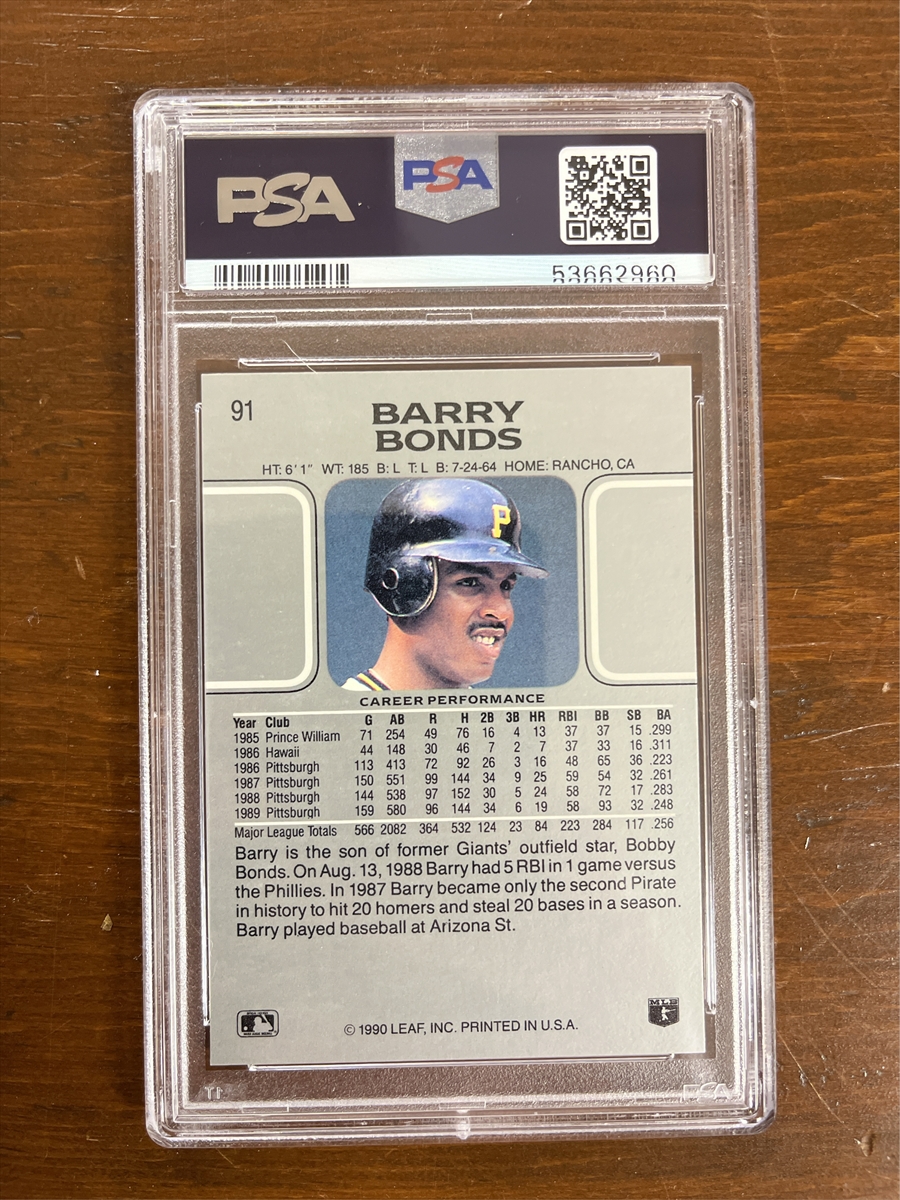 PSA PSA
53662960
91
BARRY
BONDS
HT: 6'1" WT: 185 B: L T: L B: 7-24-64 HOME: RANCHO, CA
P
CAREER PERFORMANCE
Year Club G AB R H 2B 3B HR RBI BB SB BA
1985 Prince William 71 254 49 76 16 4 13 37 37 15 .299
1986 Hawaii 44 148 30 46 7 2 7 37 33 16 .311
1986 Pittsburgh 113 413 72 92 26 3 16 48 65 36 .223
1987 Pittsburgh 150 551 99 144 34 9 25 59 54 32 .261
1988 Pittsburgh 144 538 97 152 30 5 24 58 72 17 .283
1989 Pittsburgh 159 580 96 144 34 6 19 58 93 32 .248
Major League Totals 566 2082 364 532 124 23 84 223 284 117 .256
Barry is the son of former Giants' outfield star, Bobby
Bonds. On Aug. 13, 1988 Barry had 5 RBI in 1 game versus
the Phillies. In 1987 Barry became only the second Pirate
in history to hit 20 homers and steal 20 bases in a season.
Barry played baseball at Arizona St.
MLB
© 1990 LEAF, INC. PRINTED IN U.S.A.
PSA